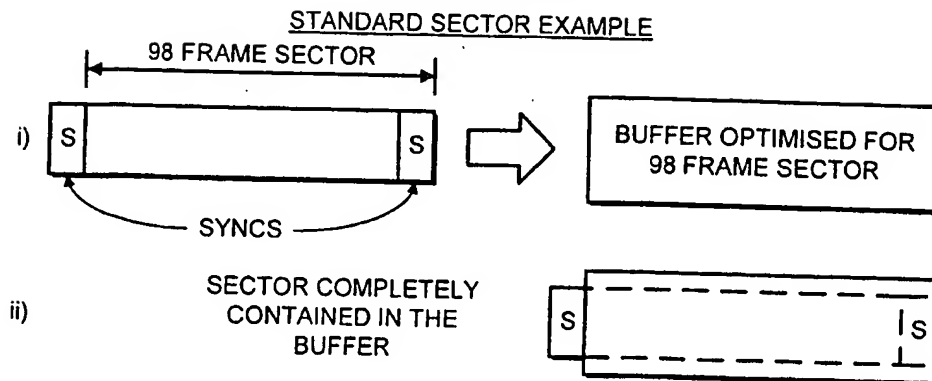 STANDARD SECTOR EXAMPLE
98 FRAME SECTOR
i)
S
S
SYNCS
BUFFER OPTIMISED FOR
98 FRAME SECTOR
ii)
SECTOR COMPLETELY
CONTAINED IN THE
BUFFER
S
S